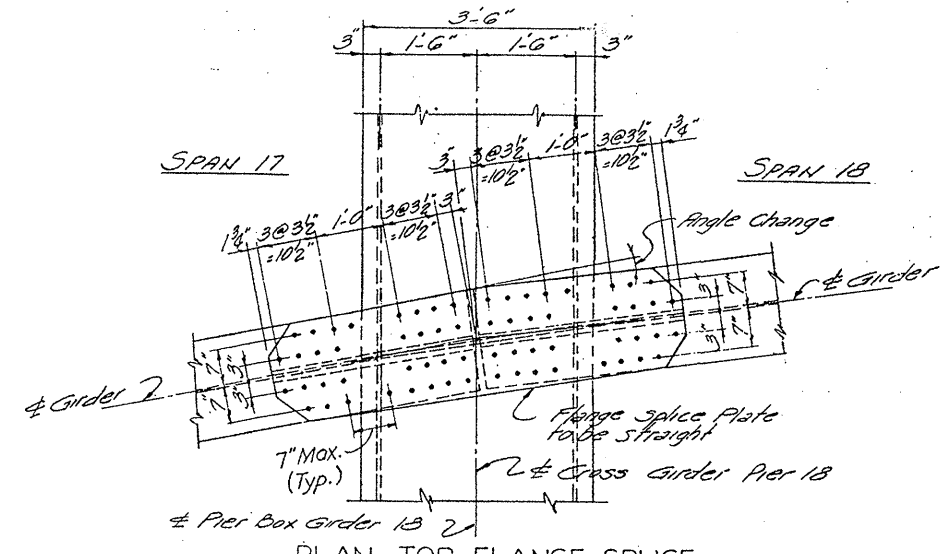 3'-6"
3" 1'-6" 1'-6" 3"
SPAN 17
3" 3@3½" 1'-0" 3@3½" 1¾"
=10½" =10½"
SPAN 18
1¾" 3@3½" 1'-0" 3@3½" 3"
=10½" =10½"
Angle Change
℄ Girder
3" 7"
3" 7"
7" 3"
7" 3"
℄ Girder
Flange Splice Plate
to be straight
7" Max.
(Typ.)
℄ Cross Girder Pier 18
℄ Pier Box Girder 18
PLAN TOP FLANGE SPLICE